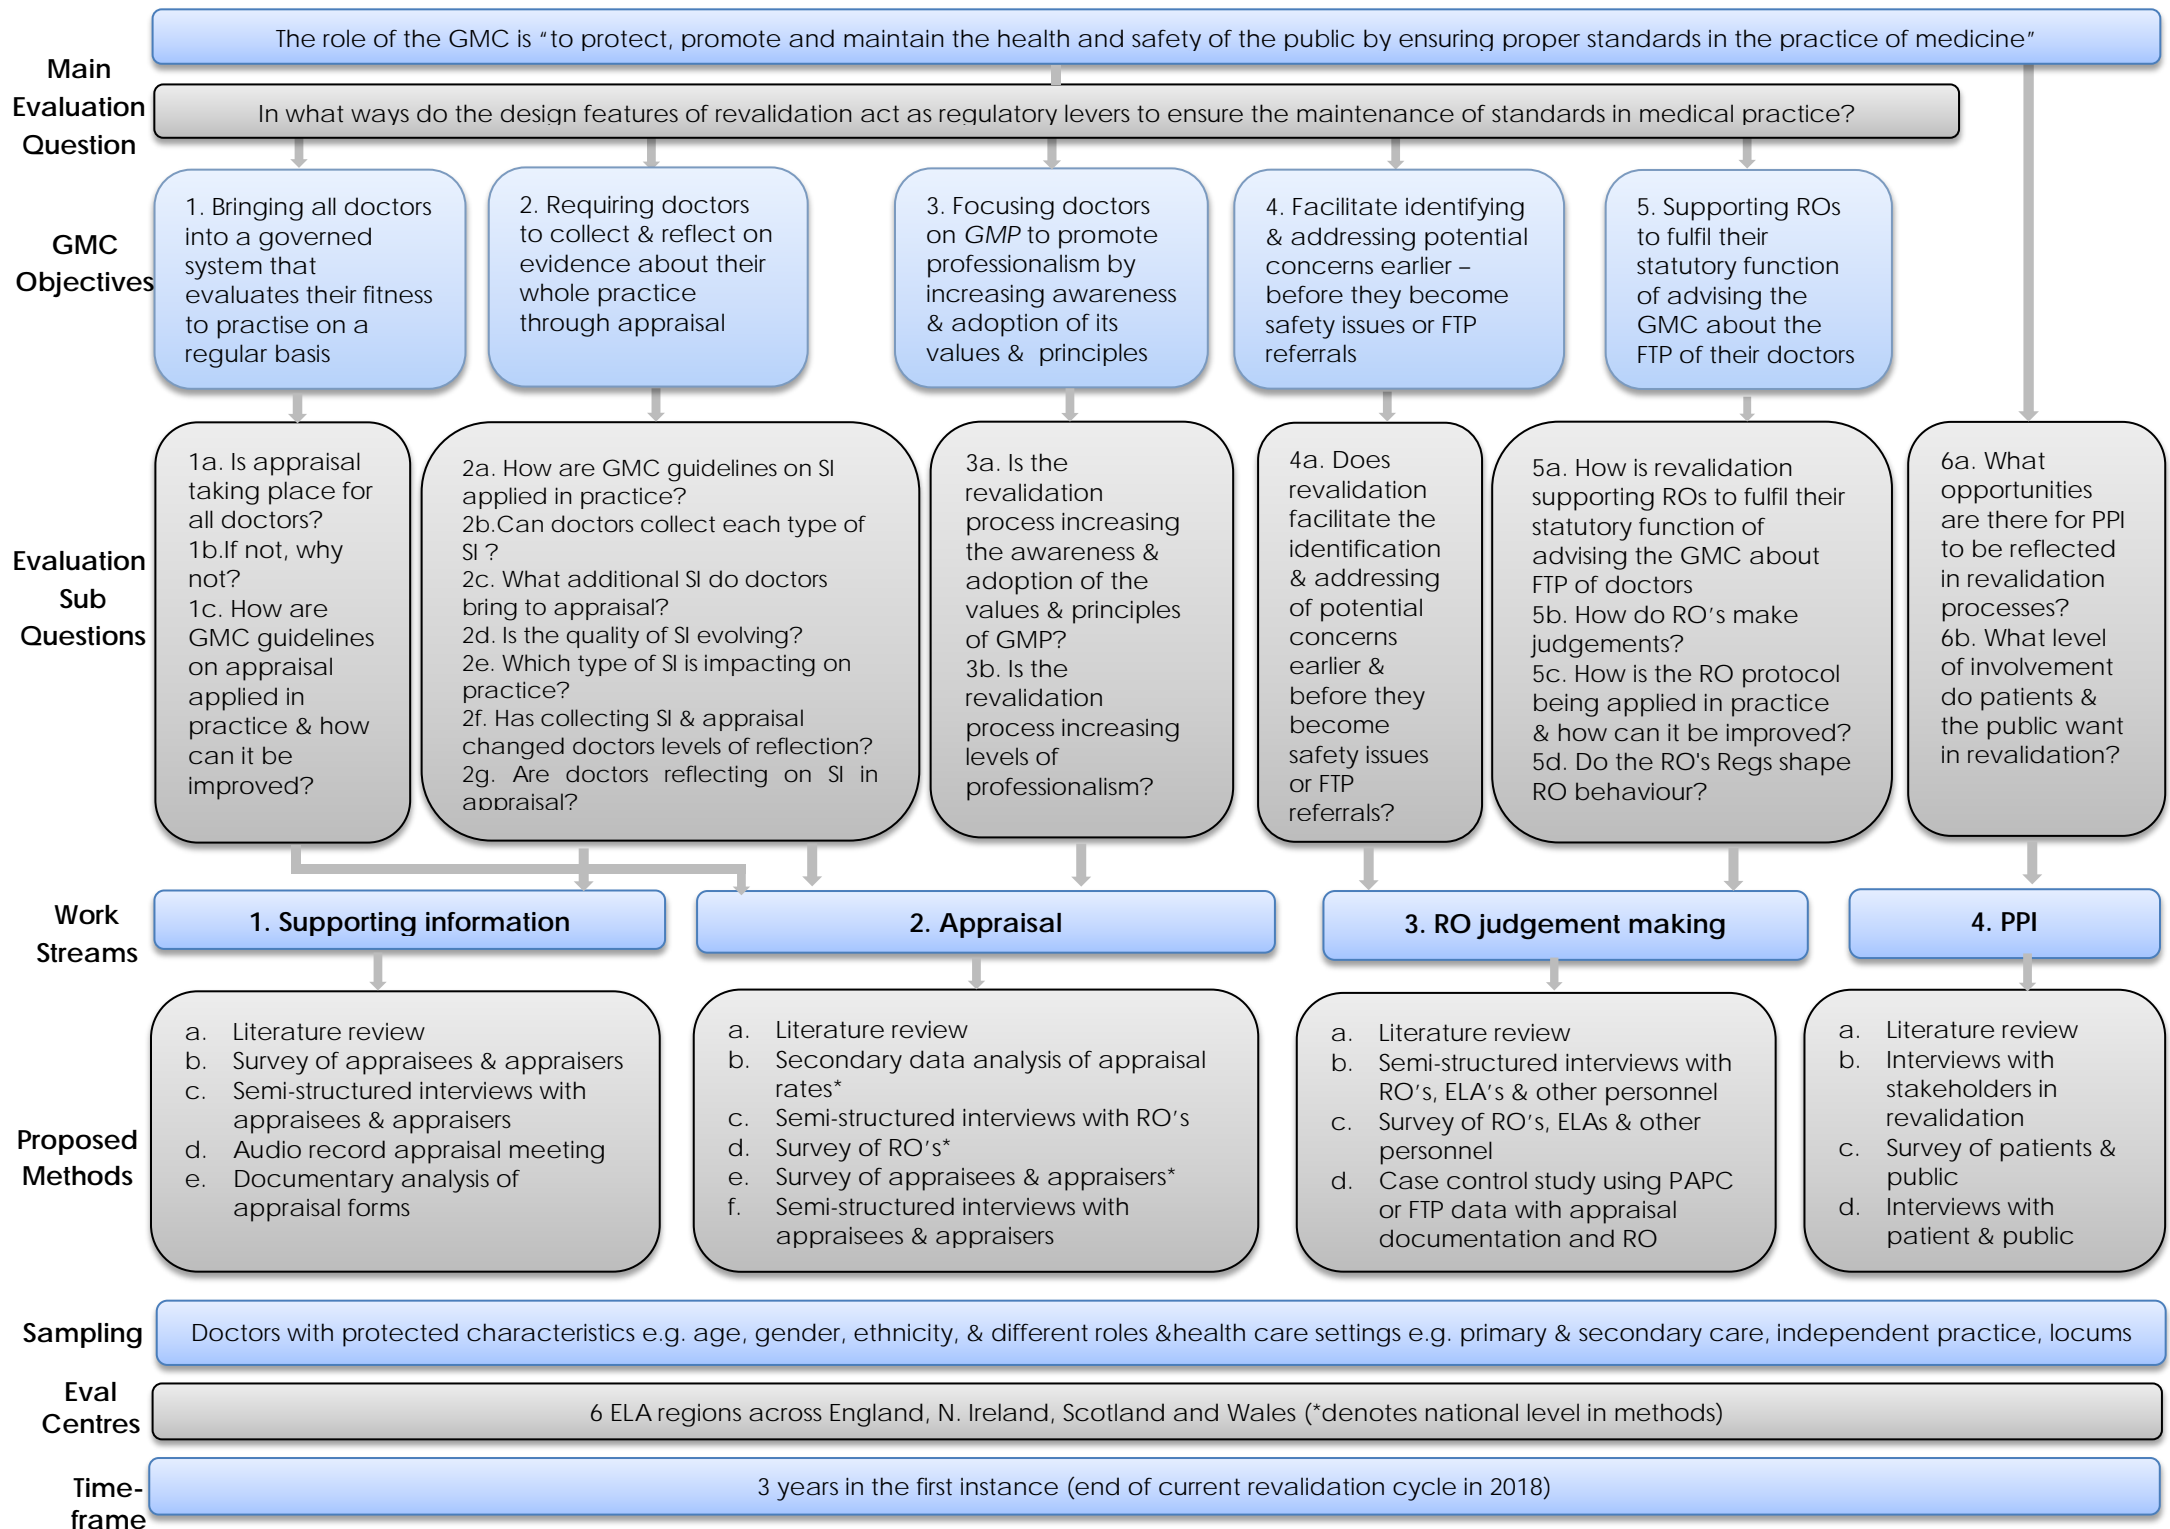 The role of the GMC is “to protect, promote and maintain the health and safety of the public by ensuring proper standards in the practice of medicine”
Main
Evaluation
Question
In what ways do the design features of revalidation act as regulatory levers to ensure the maintenance of standards in medical practice?
GMC
Objectives
1. Bringing all doctors
into a governed
system that
evaluates their fitness
to practise on a
regular basis
2. Requiring doctors
to collect & reflect on
evidence about their
whole practice
through appraisal
3. Focusing doctors
on GMP to promote
professionalism by
increasing awareness
& adoption of its
values & principles
4. Facilitate identifying
& addressing potential
concerns earlier –
before they become
safety issues or FTP
referrals
5. Supporting ROs
to fulfil their
statutory function
of advising the
GMC about the
FTP of their doctors
Evaluation
Sub
Questions
1a. Is appraisal
taking place for
all doctors?
1b.If not, why
not?
1c. How are
GMC guidelines
on appraisal
applied in
practice & how
can it be
improved?
2a. How are GMC guidelines on SI
applied in practice?
2b.Can doctors collect each type of
SI ?
2c. What additional SI do doctors
bring to appraisal?
2d. Is the quality of SI evolving?
2e. Which type of SI is impacting on
practice?
2f. Has collecting SI & appraisal
changed doctors levels of reflection?
2g. Are doctors reflecting on SI in
appraisal?
3a. Is the
revalidation
process increasing
the awareness &
adoption of the
values & principles
of GMP?
3b. Is the
revalidation
process increasing
levels of
professionalism?
4a. Does
revalidation
facilitate the
identification
& addressing
of potential
concerns
earlier &
before they
become
safety issues
or FTP
referrals?
5a. How is revalidation
supporting ROs to fulfil their
statutory function of
advising the GMC about
FTP of doctors
5b. How do RO’s make
judgements?
5c. How is the RO protocol
being applied in practice
& how can it be improved?
5d. Do the RO's Regs shape
RO behaviour?
6a. What
opportunities
are there for PPI
to be reflected
in revalidation
processes?
6b. What level
of involvement
do patients &
the public want
in revalidation?
Work
Streams
1. Supporting information
2. Appraisal
3. RO judgement making
4. PPI
Proposed
Methods
a. Literature review
b. Survey of appraisees & appraisers
c. Semi-structured interviews with
appraisees & appraisers
d. Audio record appraisal meeting
e. Documentary analysis of
appraisal forms
a. Literature review
b. Secondary data analysis of appraisal
rates*
c. Semi-structured interviews with RO’s
d. Survey of RO’s*
e. Survey of appraisees & appraisers*
f. Semi-structured interviews with
appraisees & appraisers
a. Literature review
b. Semi-structured interviews with
RO’s, ELA’s & other personnel
c. Survey of RO’s, ELAs & other
personnel
d. Case control study using PAPC
or FTP data with appraisal
documentation and RO
a. Literature review
b. Interviews with
stakeholders in
revalidation
c. Survey of patients &
public
d. Interviews with
patient & public
Sampling
Doctors with protected characteristics e.g. age, gender, ethnicity, & different roles &health care settings e.g. primary & secondary care, independent practice, locums
Eval
Centres
6 ELA regions across England, N. Ireland, Scotland and Wales (*denotes national level in methods)
Time-
frame
3 years in the first instance (end of current revalidation cycle in 2018)